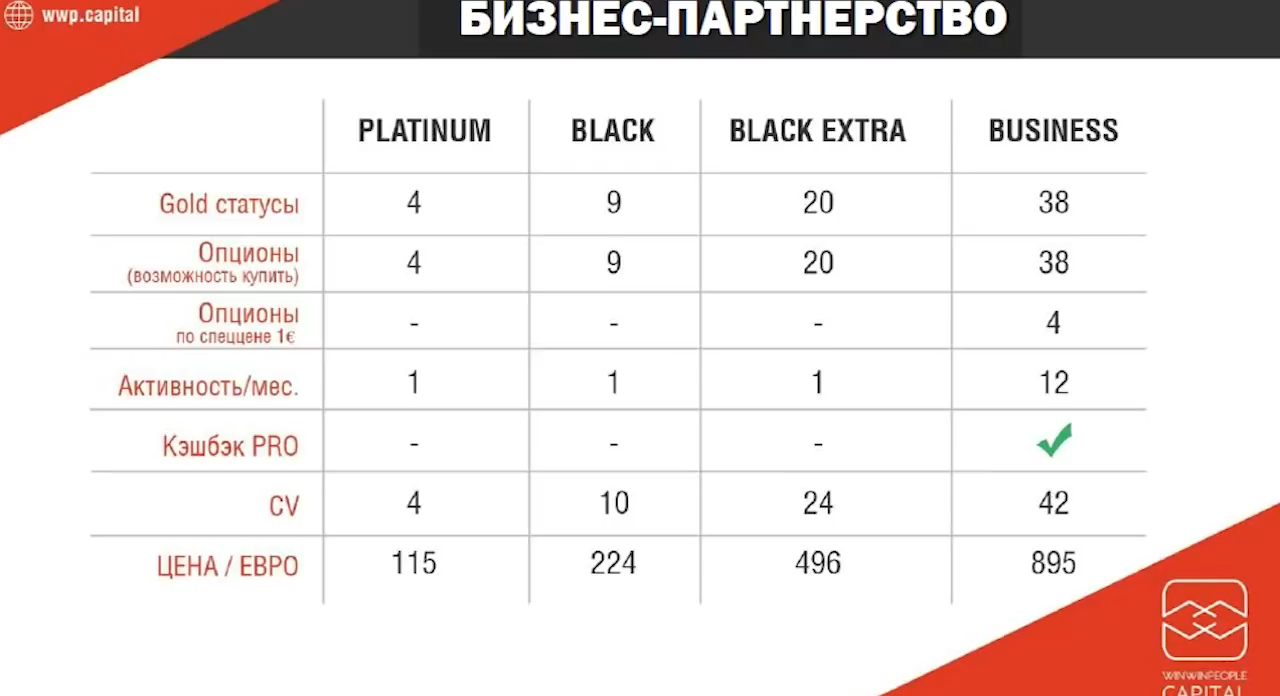 wwp.capital
БИЗНЕС-ПАРТНЕРСТВО
PLATINUM BLACK BLACK EXTRA BUSINESS
Gold статусы 4 9 20 38
Опционы
(возможность купить) 4 9 20 38
Опционы
по спеццене 1€ - - - 4
Активность/мес. 1 1 1 12
Кэшбэк PRO - - -
CV 4 10 24 42
ЦЕНА / ЕВРО 115 224 496 895
WINWINPEOPLE
CAPITAL